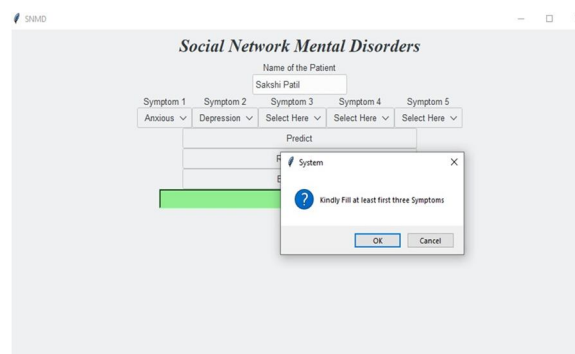 SNMD
Social Network Mental Disorders
Name of the Patient
Sakshi Patil
Symptom 1 Symptom 2 Symptom 3 Symptom 4 Symptom 5
Anxious Depression Select Here Select Here Select Here
Predict
System
Kindly Fill at least first three Symptoms
OK Cancel